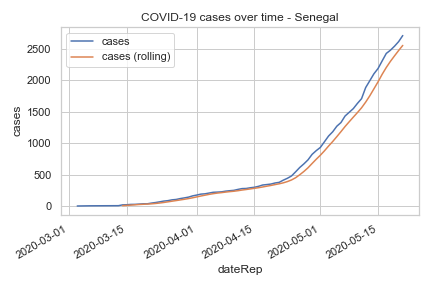 COVID-19 cases over time - Senegal
cases
cases (rolling)
2500
2000
1500
1000
500
0
cases
2020-03-01
2020-03-15
2020-04-01
2020-04-15
2020-05-01
2020-05-15
dateRep